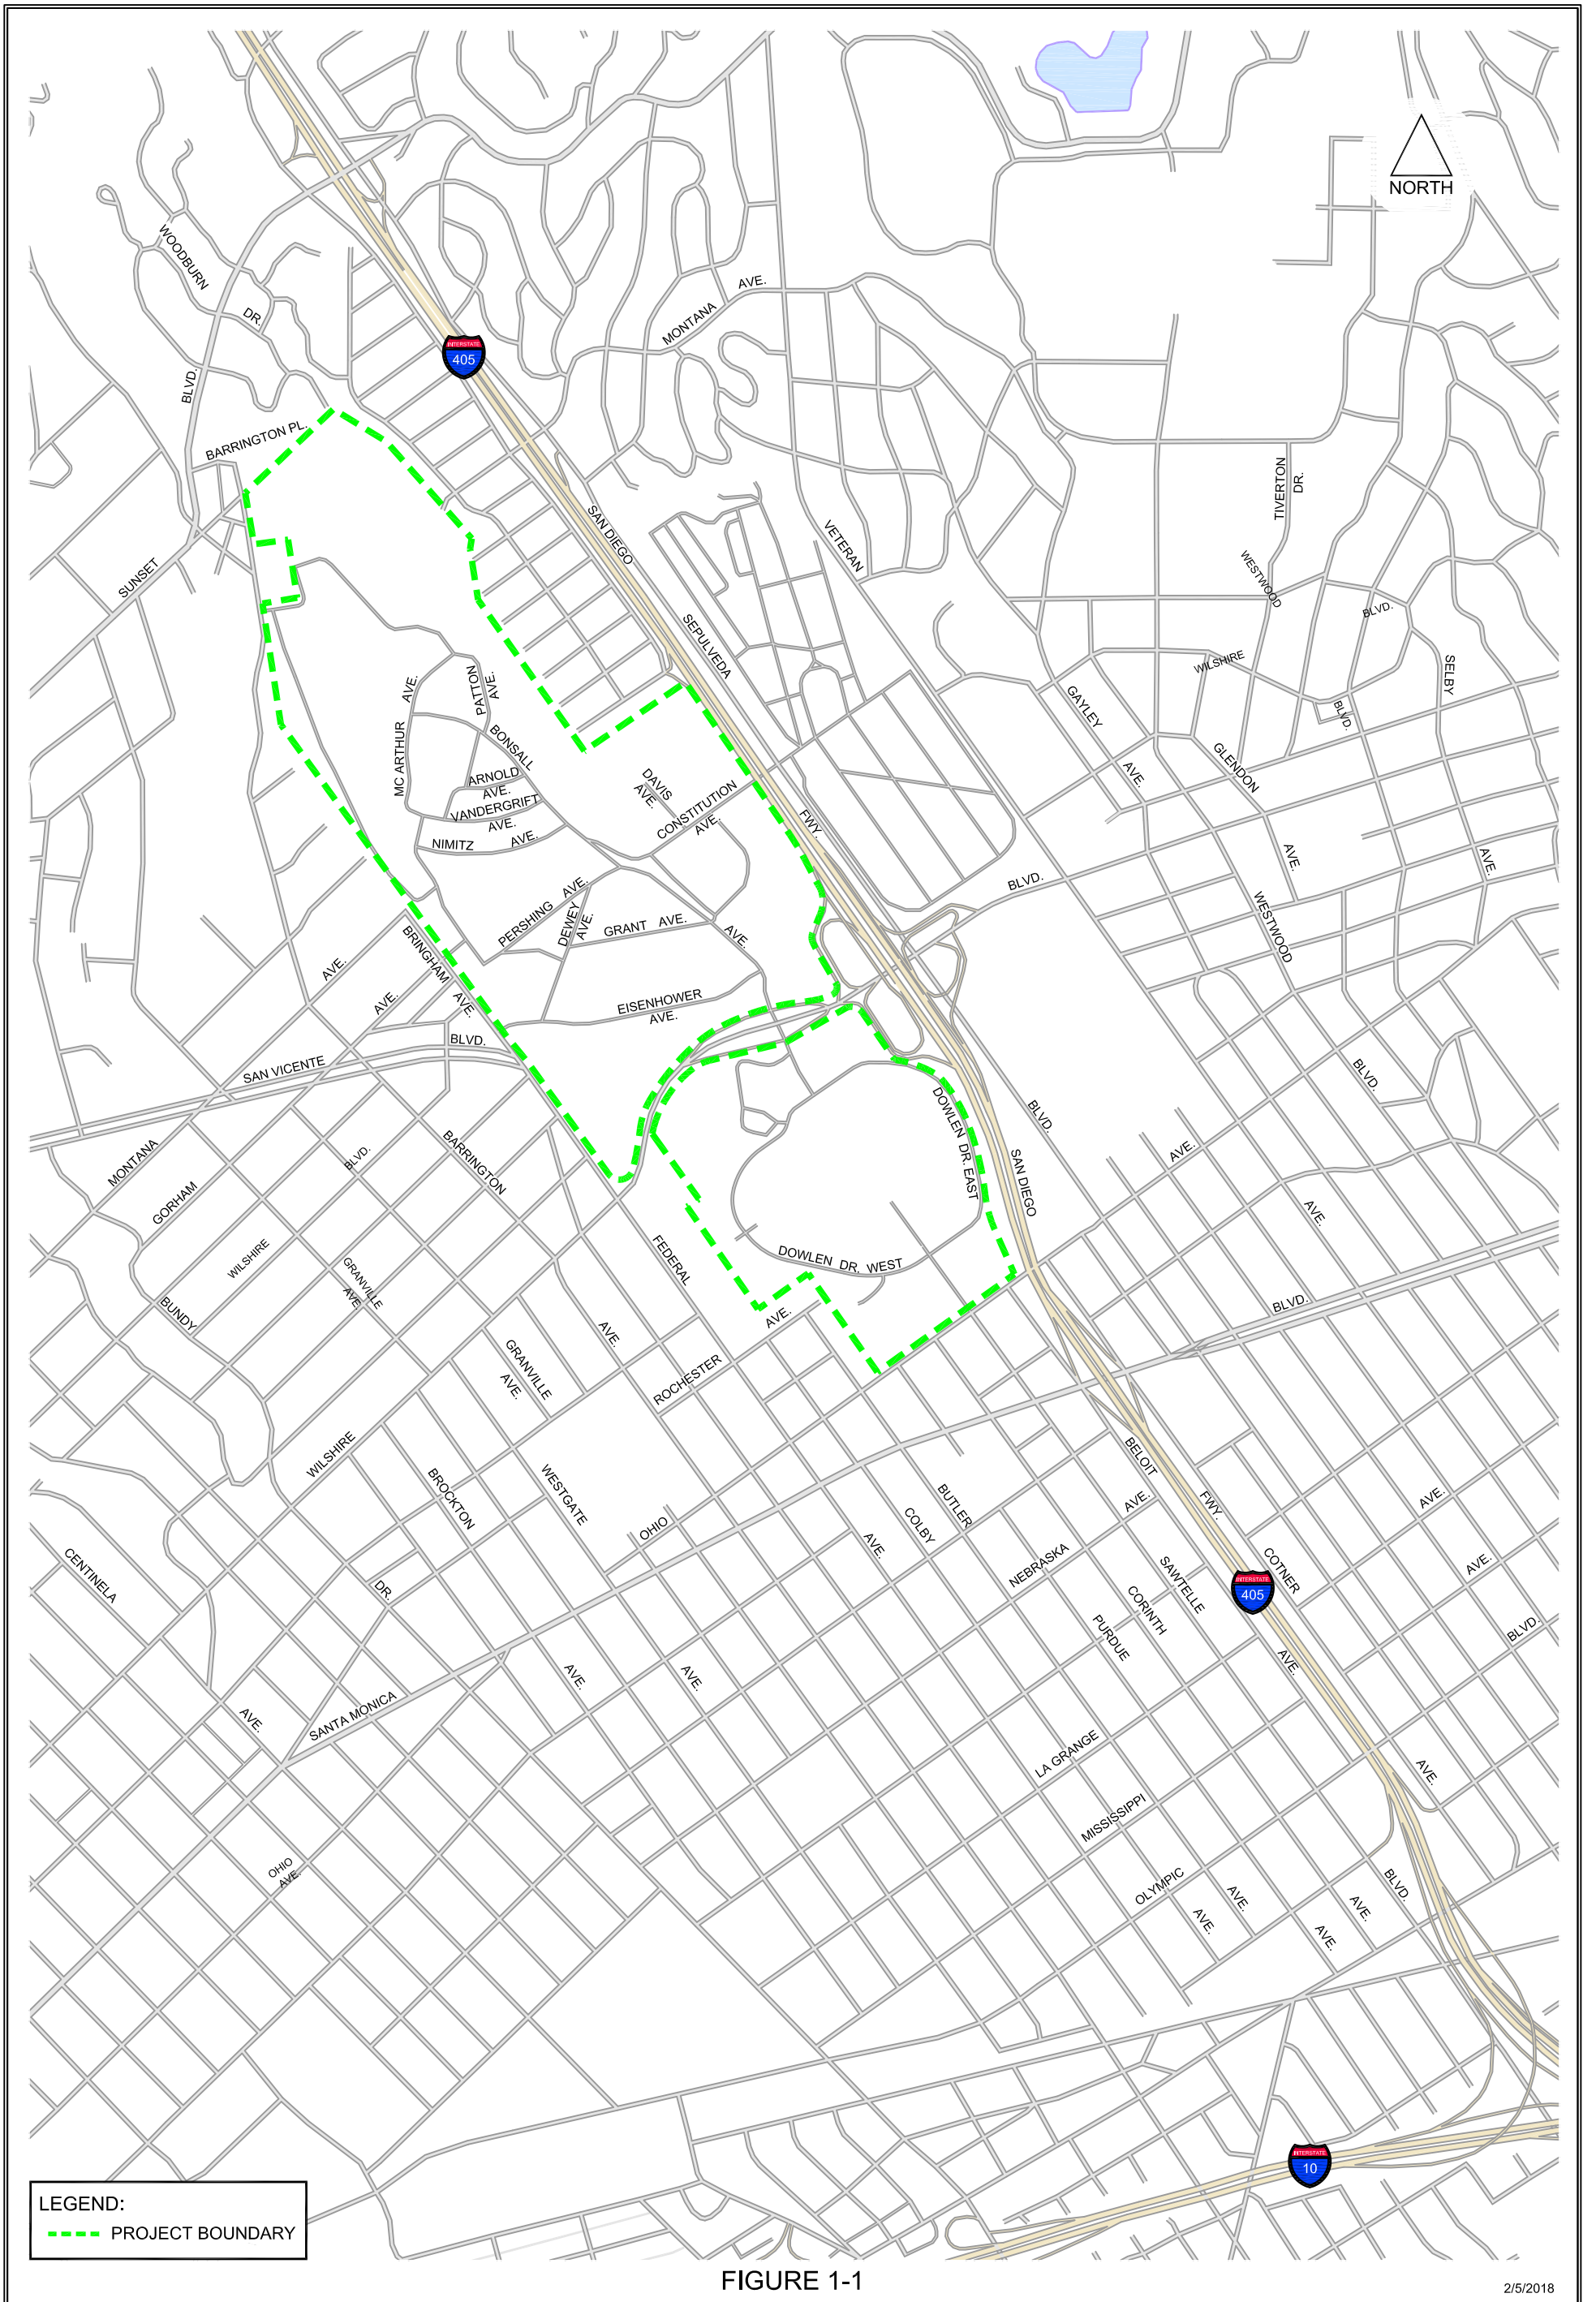 NORTH
WOODBURN
DR.
MONTANA
AVE.
INTERSTATE
405
BLVD.
BARRINGTON PL.
SAN DIEGO
VETERAN
TIVERTON
DR.
SUNSET
WESTWOOD
BLVD.
SEPULVEDA
WILSHIRE
BLVD.
SELBY
AVE.
PATTON
AVE.
MC ARTHUR
BONSALL
ARNOLD
AVE.
VANDERGRIFT
AVE.
NIMITZ
AVE.
DAVIS
AVE.
CONSTITUTION
AVE.
FWY.
GAYLEY
AVE.
GLENDON
AVE.
AVE.
BLVD.
WESTWOOD
PERSHING
AVE.
DEWEY
AVE.
GRANT AVE.
AVE.
BRINGHAM
AVE.
AVE.
AVE.
EISENHOWER
AVE.
SAN VICENTE
BLVD.
BLVD.
BLVD.
DOWLEN DR. EAST
SAN DIEGO
AVE.
AVE.
MONTANA
GORHAM
BLVD.
BARRINGTON
WILSHIRE
GRANVILLE
AVE.
BUNDY
FEDERAL
DOWLEN DR. WEST
BLVD.
AVE.
AVE.
ROCHESTER
GRANVILLE
AVE.
WILSHIRE
BROCKTON
WESTGATE
OHIO
AVE.
COLBY
BUTLER
BELOIT
AVE.
FWY.
AVE.
NEBRASKA
COTNER
INTERSTATE
405
AVE.
SAWTELLE
CORINTH
PURDUE
BLVD.
CENTINELA
DR.
AVE.
AVE.
AVE.
AVE.
SANTA MONICA
LA GRANGE
AVE.
MISSISSIPPI
OLYMPIC
BLVD.
AVE.
AVE.
AVE.
AVE.
OHIO
AVE.
INTERSTATE
10
LEGEND:
PROJECT BOUNDARY
FIGURE 1-1
2/5/2018